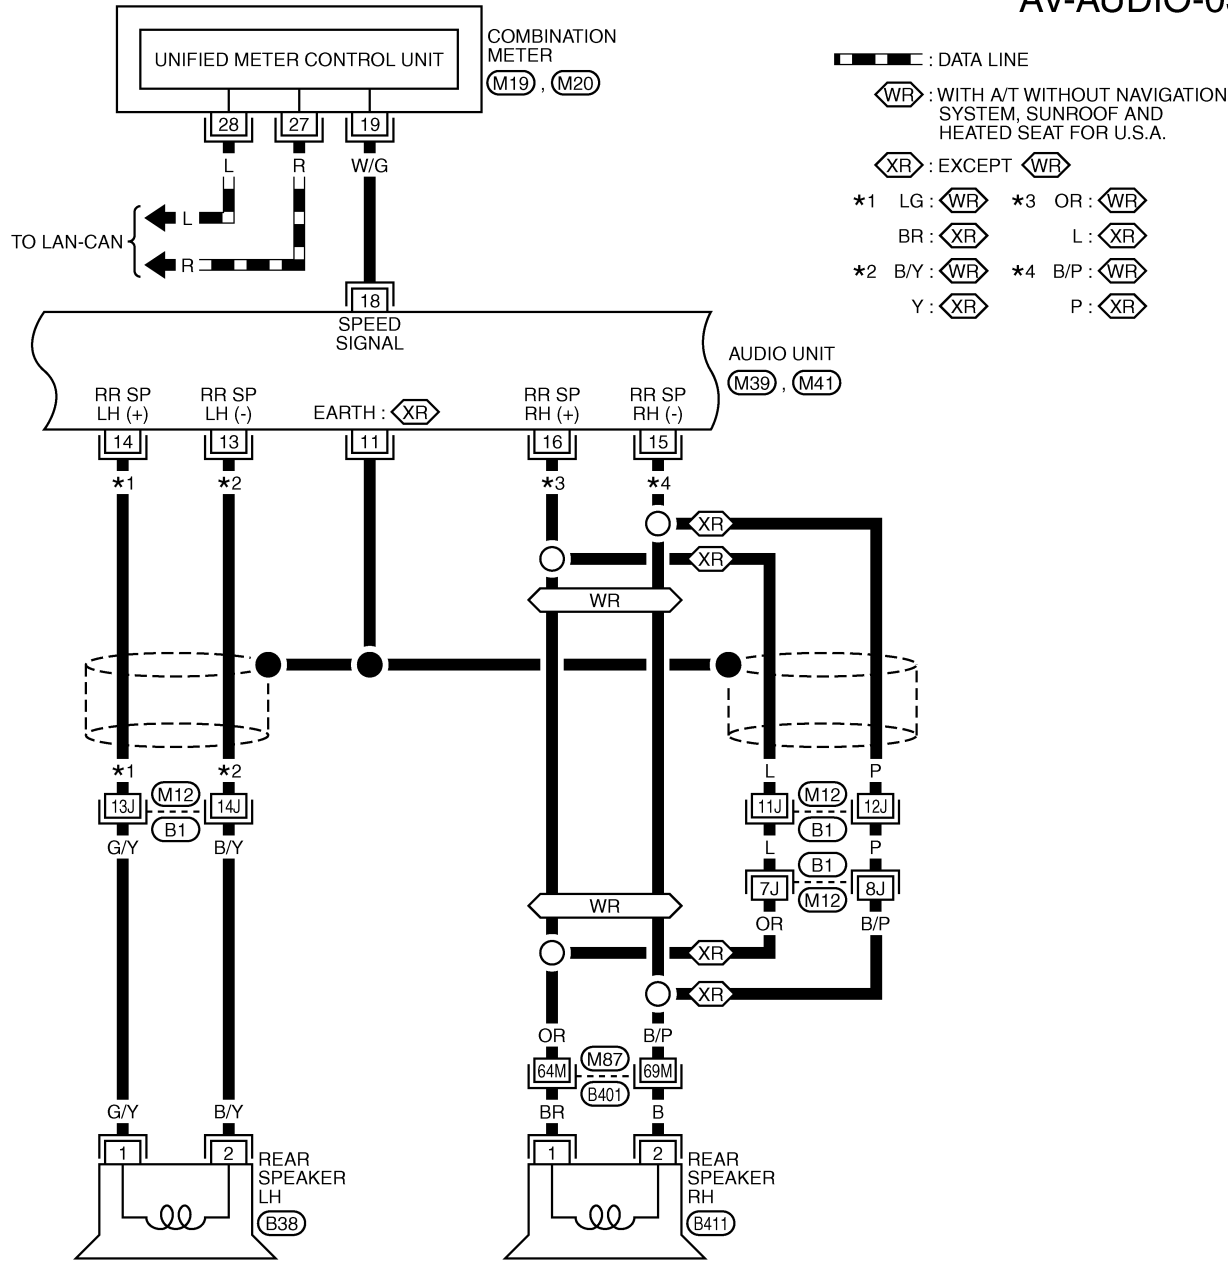 AV-AUDIO-03
COMBINATION
METER
M19 , M20
UNIFIED METER CONTROL UNIT
28 27 19
L R W/G
TO LAN-CAN
L
R
: DATA LINE
WR : WITH A/T WITHOUT NAVIGATION
SYSTEM, SUNROOF AND
HEATED SEAT FOR U.S.A.
XR : EXCEPT WR
*1 LG : WR *3 OR : WR
BR : XR L : XR
*2 B/Y : WR *4 B/P : WR
Y : XR P : XR
18
SPEED
SIGNAL
AUDIO UNIT
M39 , M41
RR SP
LH (+)
RR SP
LH (-)
EARTH : XR
RR SP
RH (+)
RR SP
RH (-)
14 13 11 16 15
*1 *2 *3 *4
XR
XR
WR
*1 *2 L P
13J M12 14J 11J M12 12J
B1 B1
G/Y B/Y L P
B1
7J 8J
M12
WR
OR B/P
XR
XR
OR B/P
M87
64M 69M
B401
BR B
G/Y B/Y
1 2
REAR
SPEAKER
LH
B38
1 2
REAR
SPEAKER
RH
B411